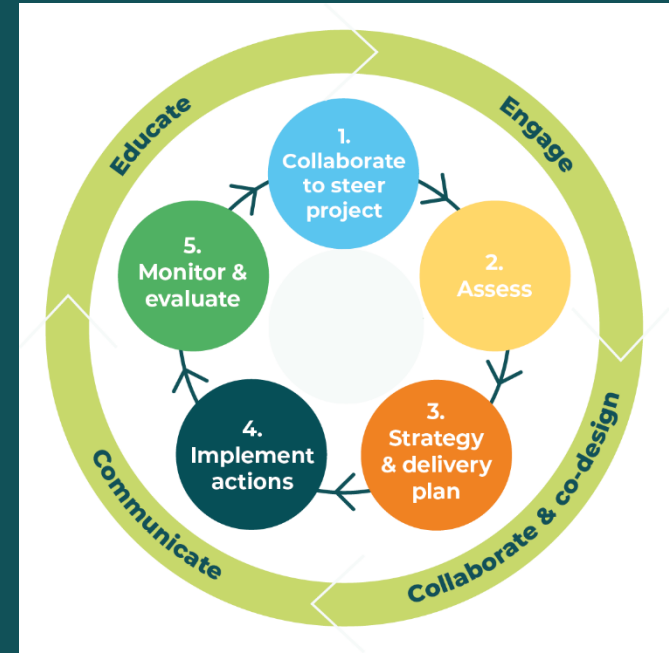 Educate
Engage
Collaborate & co-design
Communicate
1.
Collaborate
to steer
project
2.
Assess
3.
Strategy
& delivery
plan
4.
Implement
actions
5.
Monitor &
evaluate